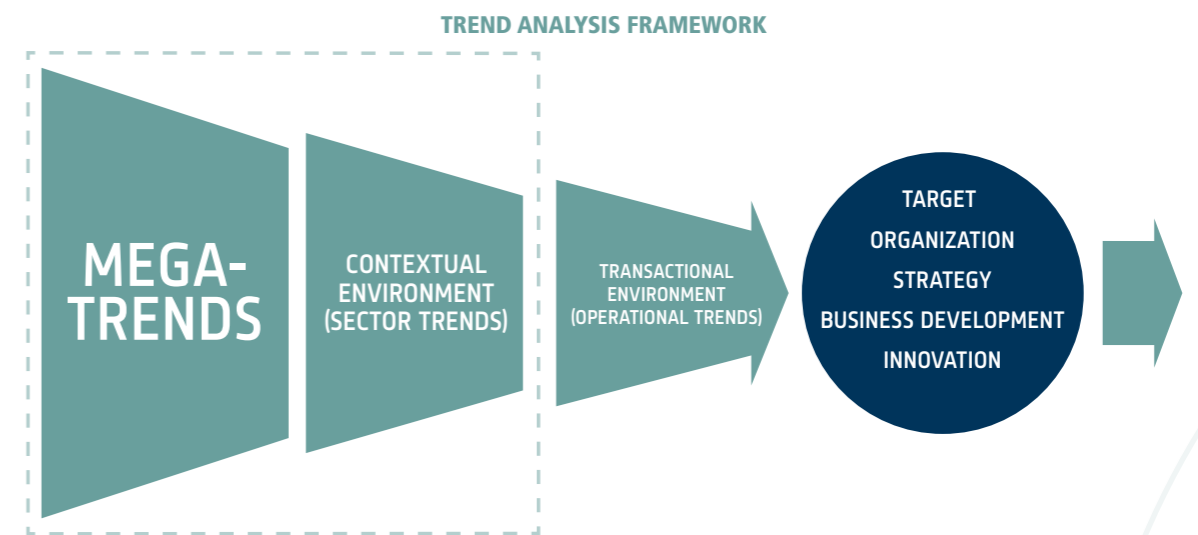 TREND ANALYSIS FRAMEWORK
MEGA-
TRENDS
CONTEXTUAL
ENVIRONMENT
(SECTOR TRENDS)
TRANSACTIONAL
ENVIRONMENT
(OPERATIONAL TRENDS)
TARGET
ORGANIZATION
STRATEGY
BUSINESS DEVELOPMENT
INNOVATION